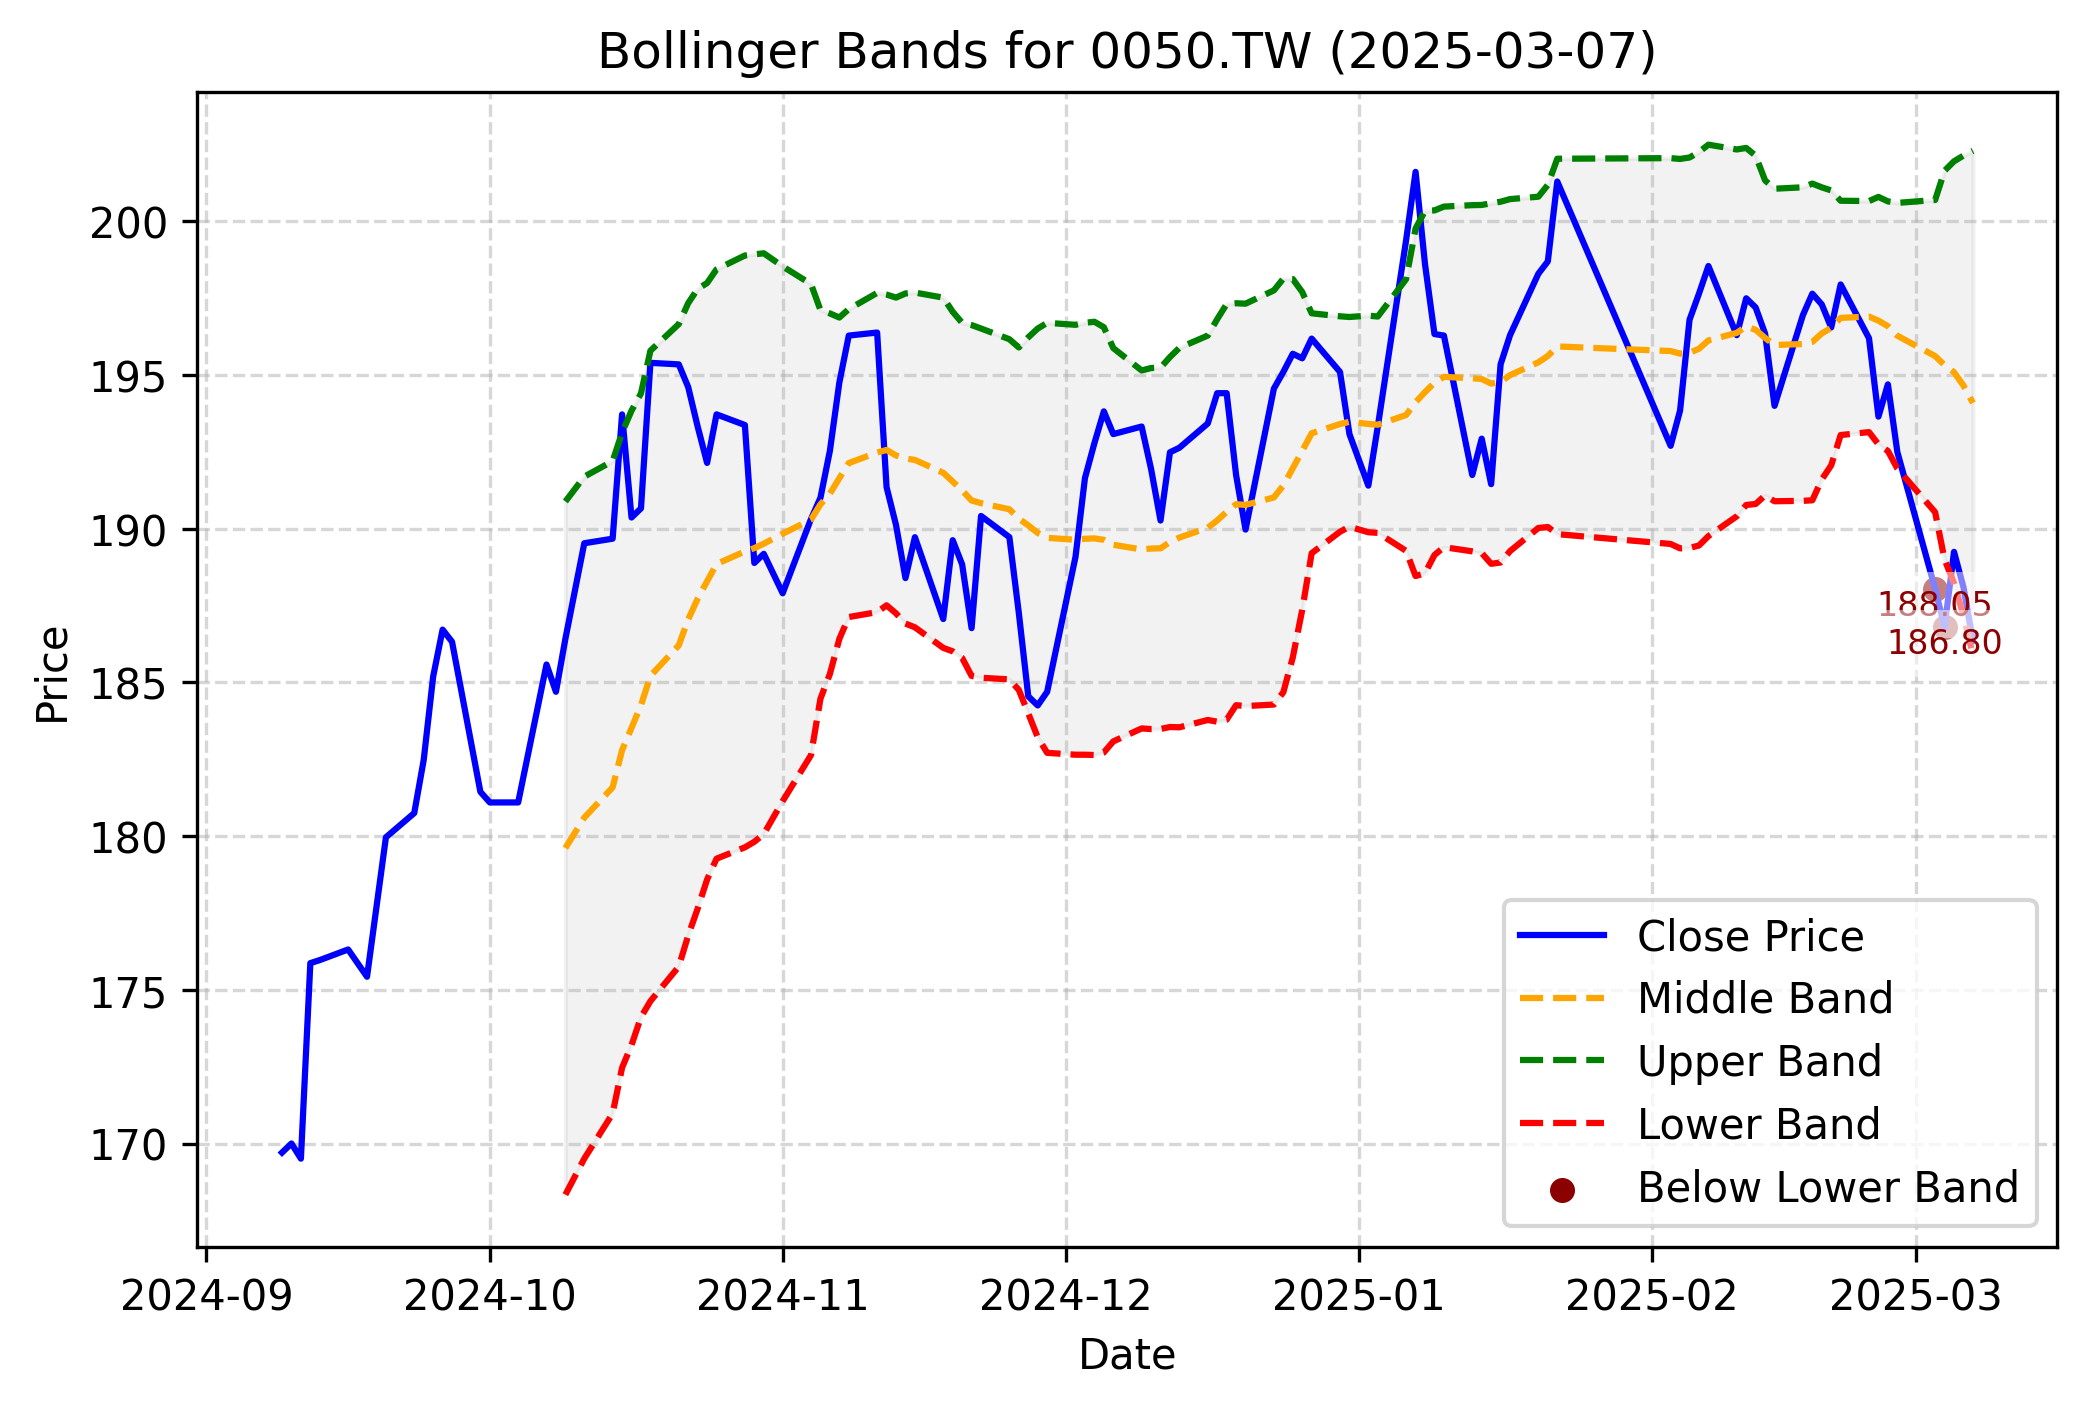 Bollinger Bands for 0050.TW (2025-03-07)
Price
200
195
190
185
180
175
170
188.05
186.80
Close Price
Middle Band
Upper Band
Lower Band
Below Lower Band
2024-09 2024-10 2024-11 2024-12 2025-01 2025-02 2025-03
Date